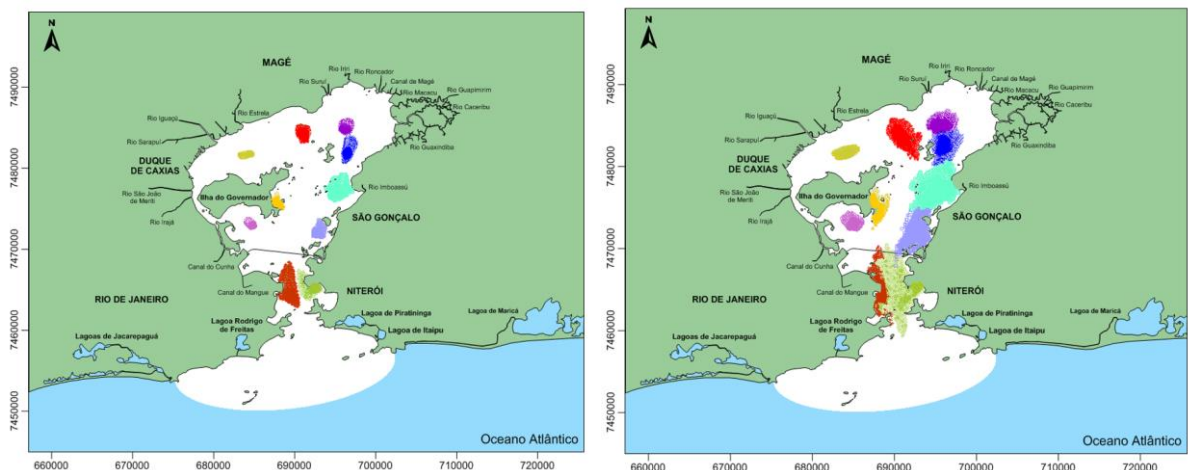 N
MAGÉ
Rio Iriri
Rio Roncador
Rio Suruí
Canal de Magé
Rio Macacu
Rio Guapimirim
Rio Caceribu
Rio Guaxindiba
Rio Estrela
Rio Iguaçú
Rio Sarapuí
DUQUE
DE CAXIAS
Rio São João
de Meriti
Ilha do Governador
Rio Imboassú
Rio Irajá
SÃO GONÇALO
Canal do Cunha
Canal do Mangue
RIO DE JANEIRO
NITERÓI
Lagoa Rodrigo
de Freitas
Lagoa de Piratininga
Lagoa de Itaipu
Lagoa de Maricá
Lagoas de Jacarepaguá
Oceano Atlântico
7490000
7480000
7470000
7460000
7450000
660000 670000 680000 690000 700000 710000 720000
N
MAGÉ
Rio Iriri
Rio Roncador
Rio Suruí
Canal de Magé
Rio Macacu
Rio Guapimirim
Rio Caceribu
Rio Guaxindiba
Rio Estrela
Rio Iguaçú
Rio Sarapuí
DUQUE
DE CAXIAS
Rio São João
de Meriti
Ilha do Governador
Rio Imboassú
Rio Irajá
SÃO GONÇALO
Canal do Cunha
Canal do Mangue
RIO DE JANEIRO
NITERÓI
Lagoa Rodrigo
de Freitas
Lagoa de Piratininga
Lagoa de Itaipu
Lagoa de Maricá
Lagoas de Jacarepaguá
Oceano Atlântico
7490000
7480000
7470000
7460000
7450000
660000 670000 680000 690000 700000 710000 720000